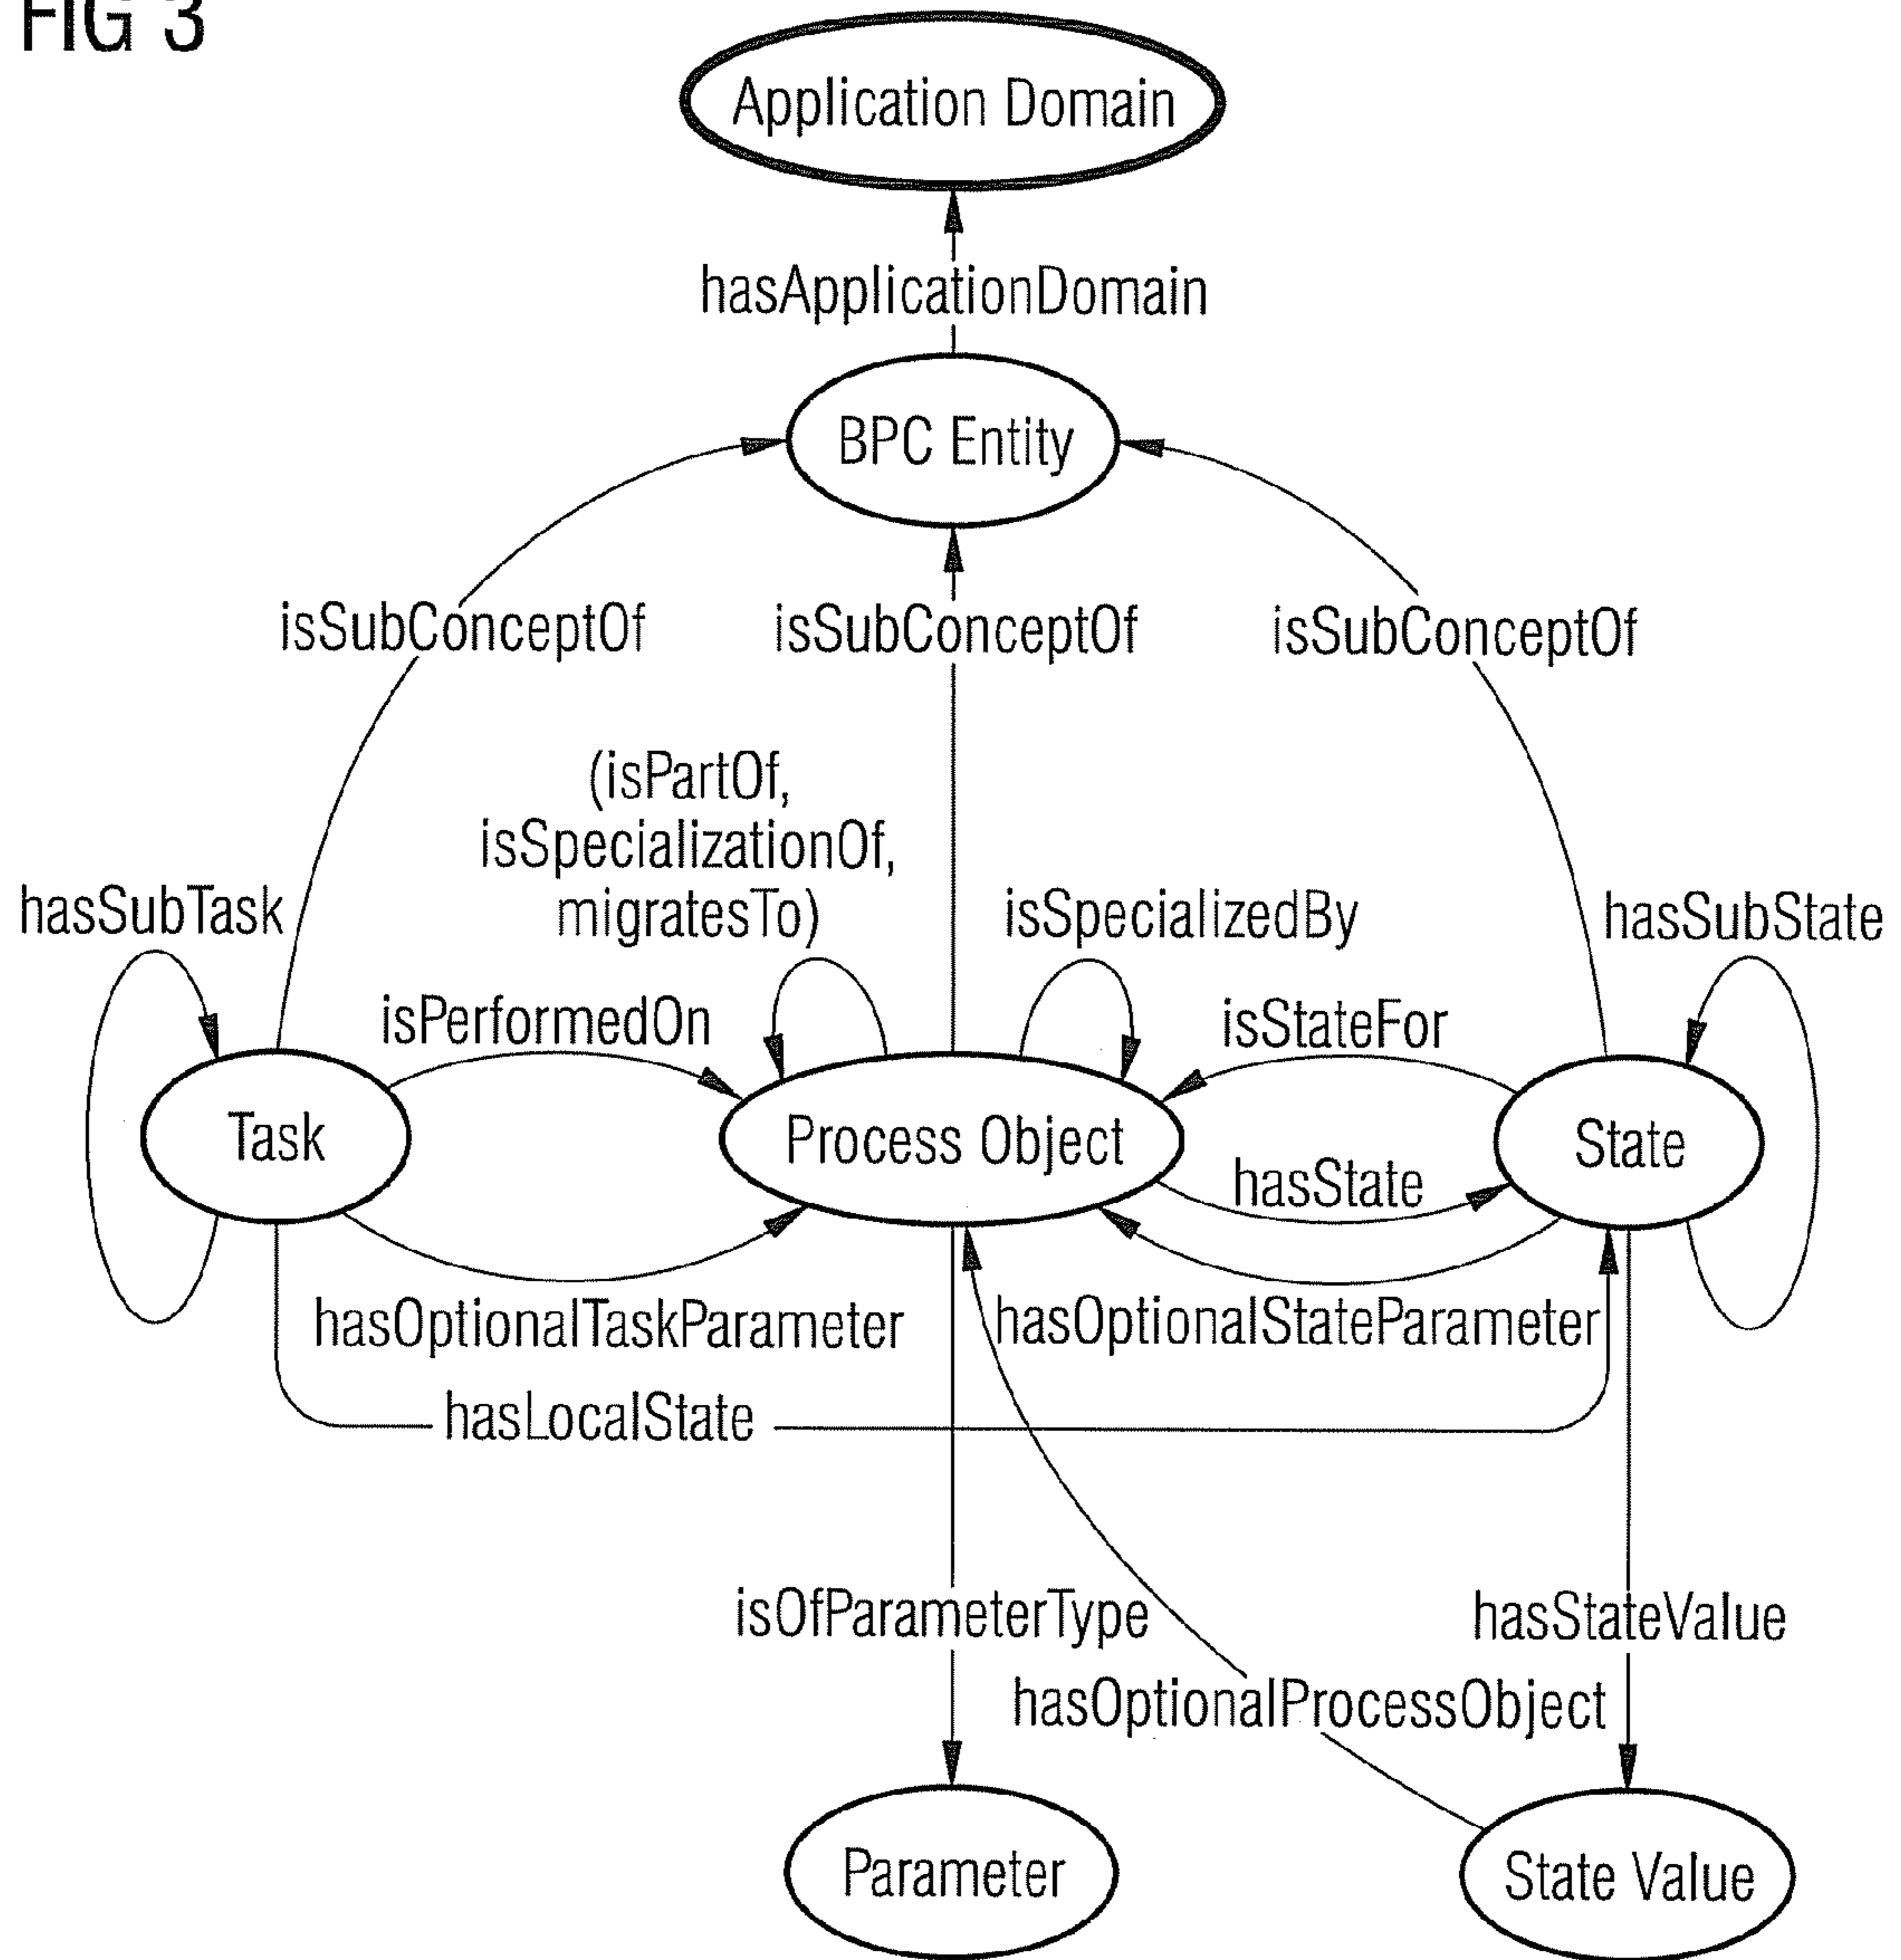 FIG 3
Application Domain
hasApplicationDomain
BPC Entity
isSubConceptOf
isSubConceptOf
isSubConceptOf
(isPartOf,
isSpecializationOf,
migratesTo)
hasSubTask
isSpecializedBy
hasSubState
isPerformedOn
isStateFor
Task
Process Object
State
hasState
hasOptionalTaskParameter
hasOptionalStateParameter
hasLocalState
isOfParameterType
hasStateValue
hasOptionalProcessObject
Parameter
State Value